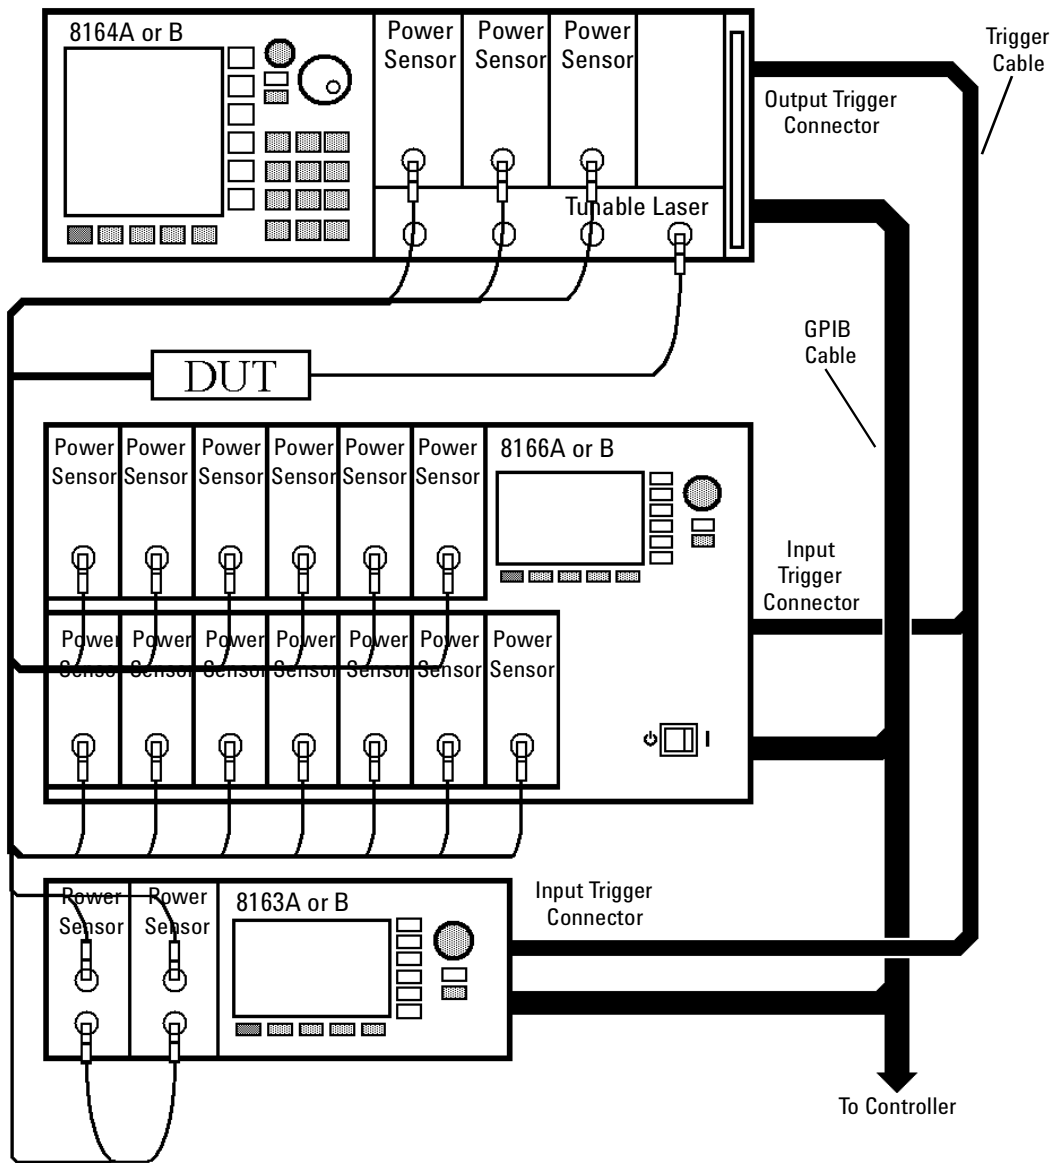 8164A or B
Power
Sensor
Power
Sensor
Power
Sensor
Tunable Laser
Trigger
Cable
Output Trigger
Connector
GPIB
Cable
DUT
Power
Sensor
Power
Sensor
Power
Sensor
Power
Sensor
Power
Sensor
Power
Sensor
8166A or B
Input
Trigger
Connector
Power
Sensor
Power
Sensor
Power
Sensor
Power
Sensor
Power
Sensor
Power
Sensor
Power
Sensor
Power
Sensor
Power
Sensor
8163A or B
Input Trigger
Connector
To Controller